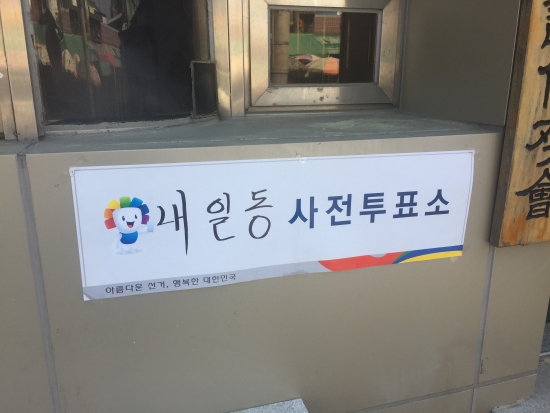 내일동 사전투표소
아름다운 선거, 행복한 대한민국
會